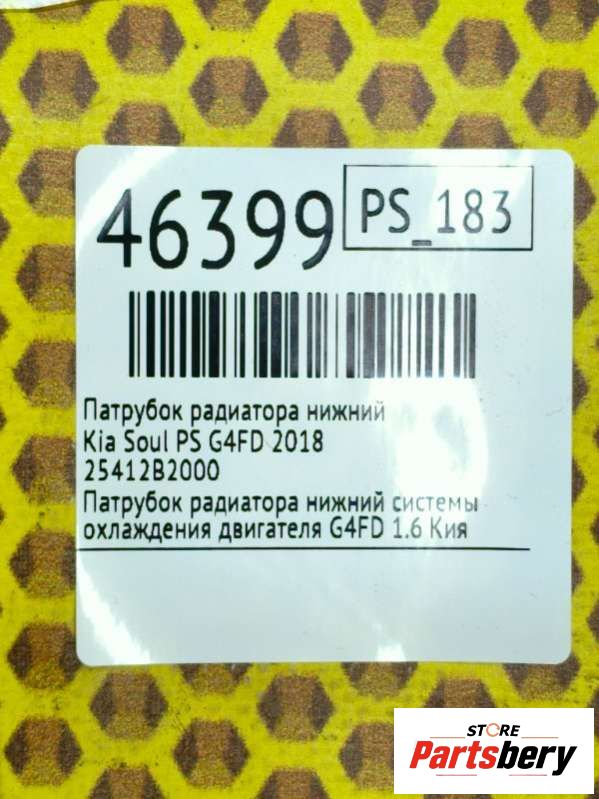 46399
PS_183
Патрубок радиатора нижний
Kia Soul PS G4FD 2018
25412B2000
Патрубок радиатора нижний системы
охлаждения двигателя G4FD 1.6 Кия
STORE
Partsbery